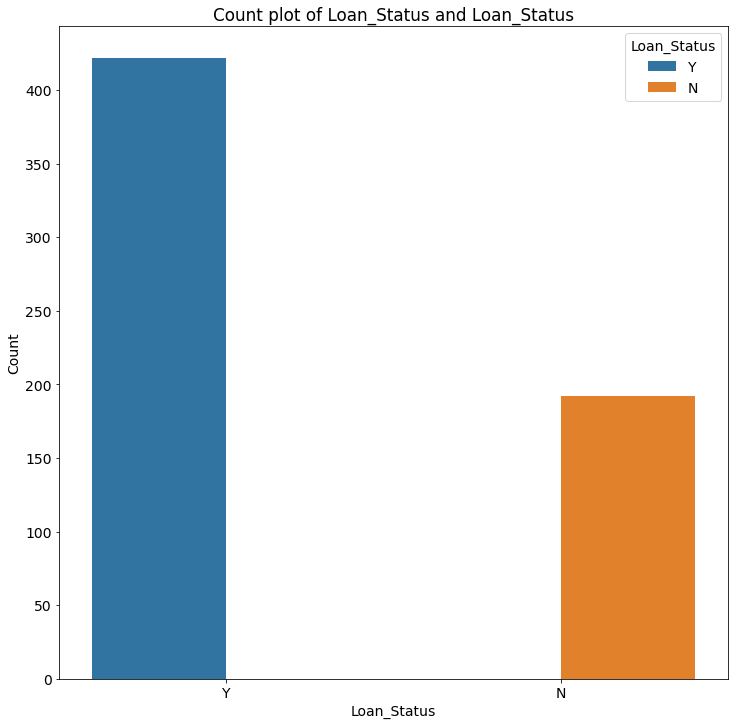 Count plot of Loan_Status and Loan_Status
Loan_Status
Y
N
400
350
300
250
200
150
100
50
0
Count
Y
N
Loan_Status